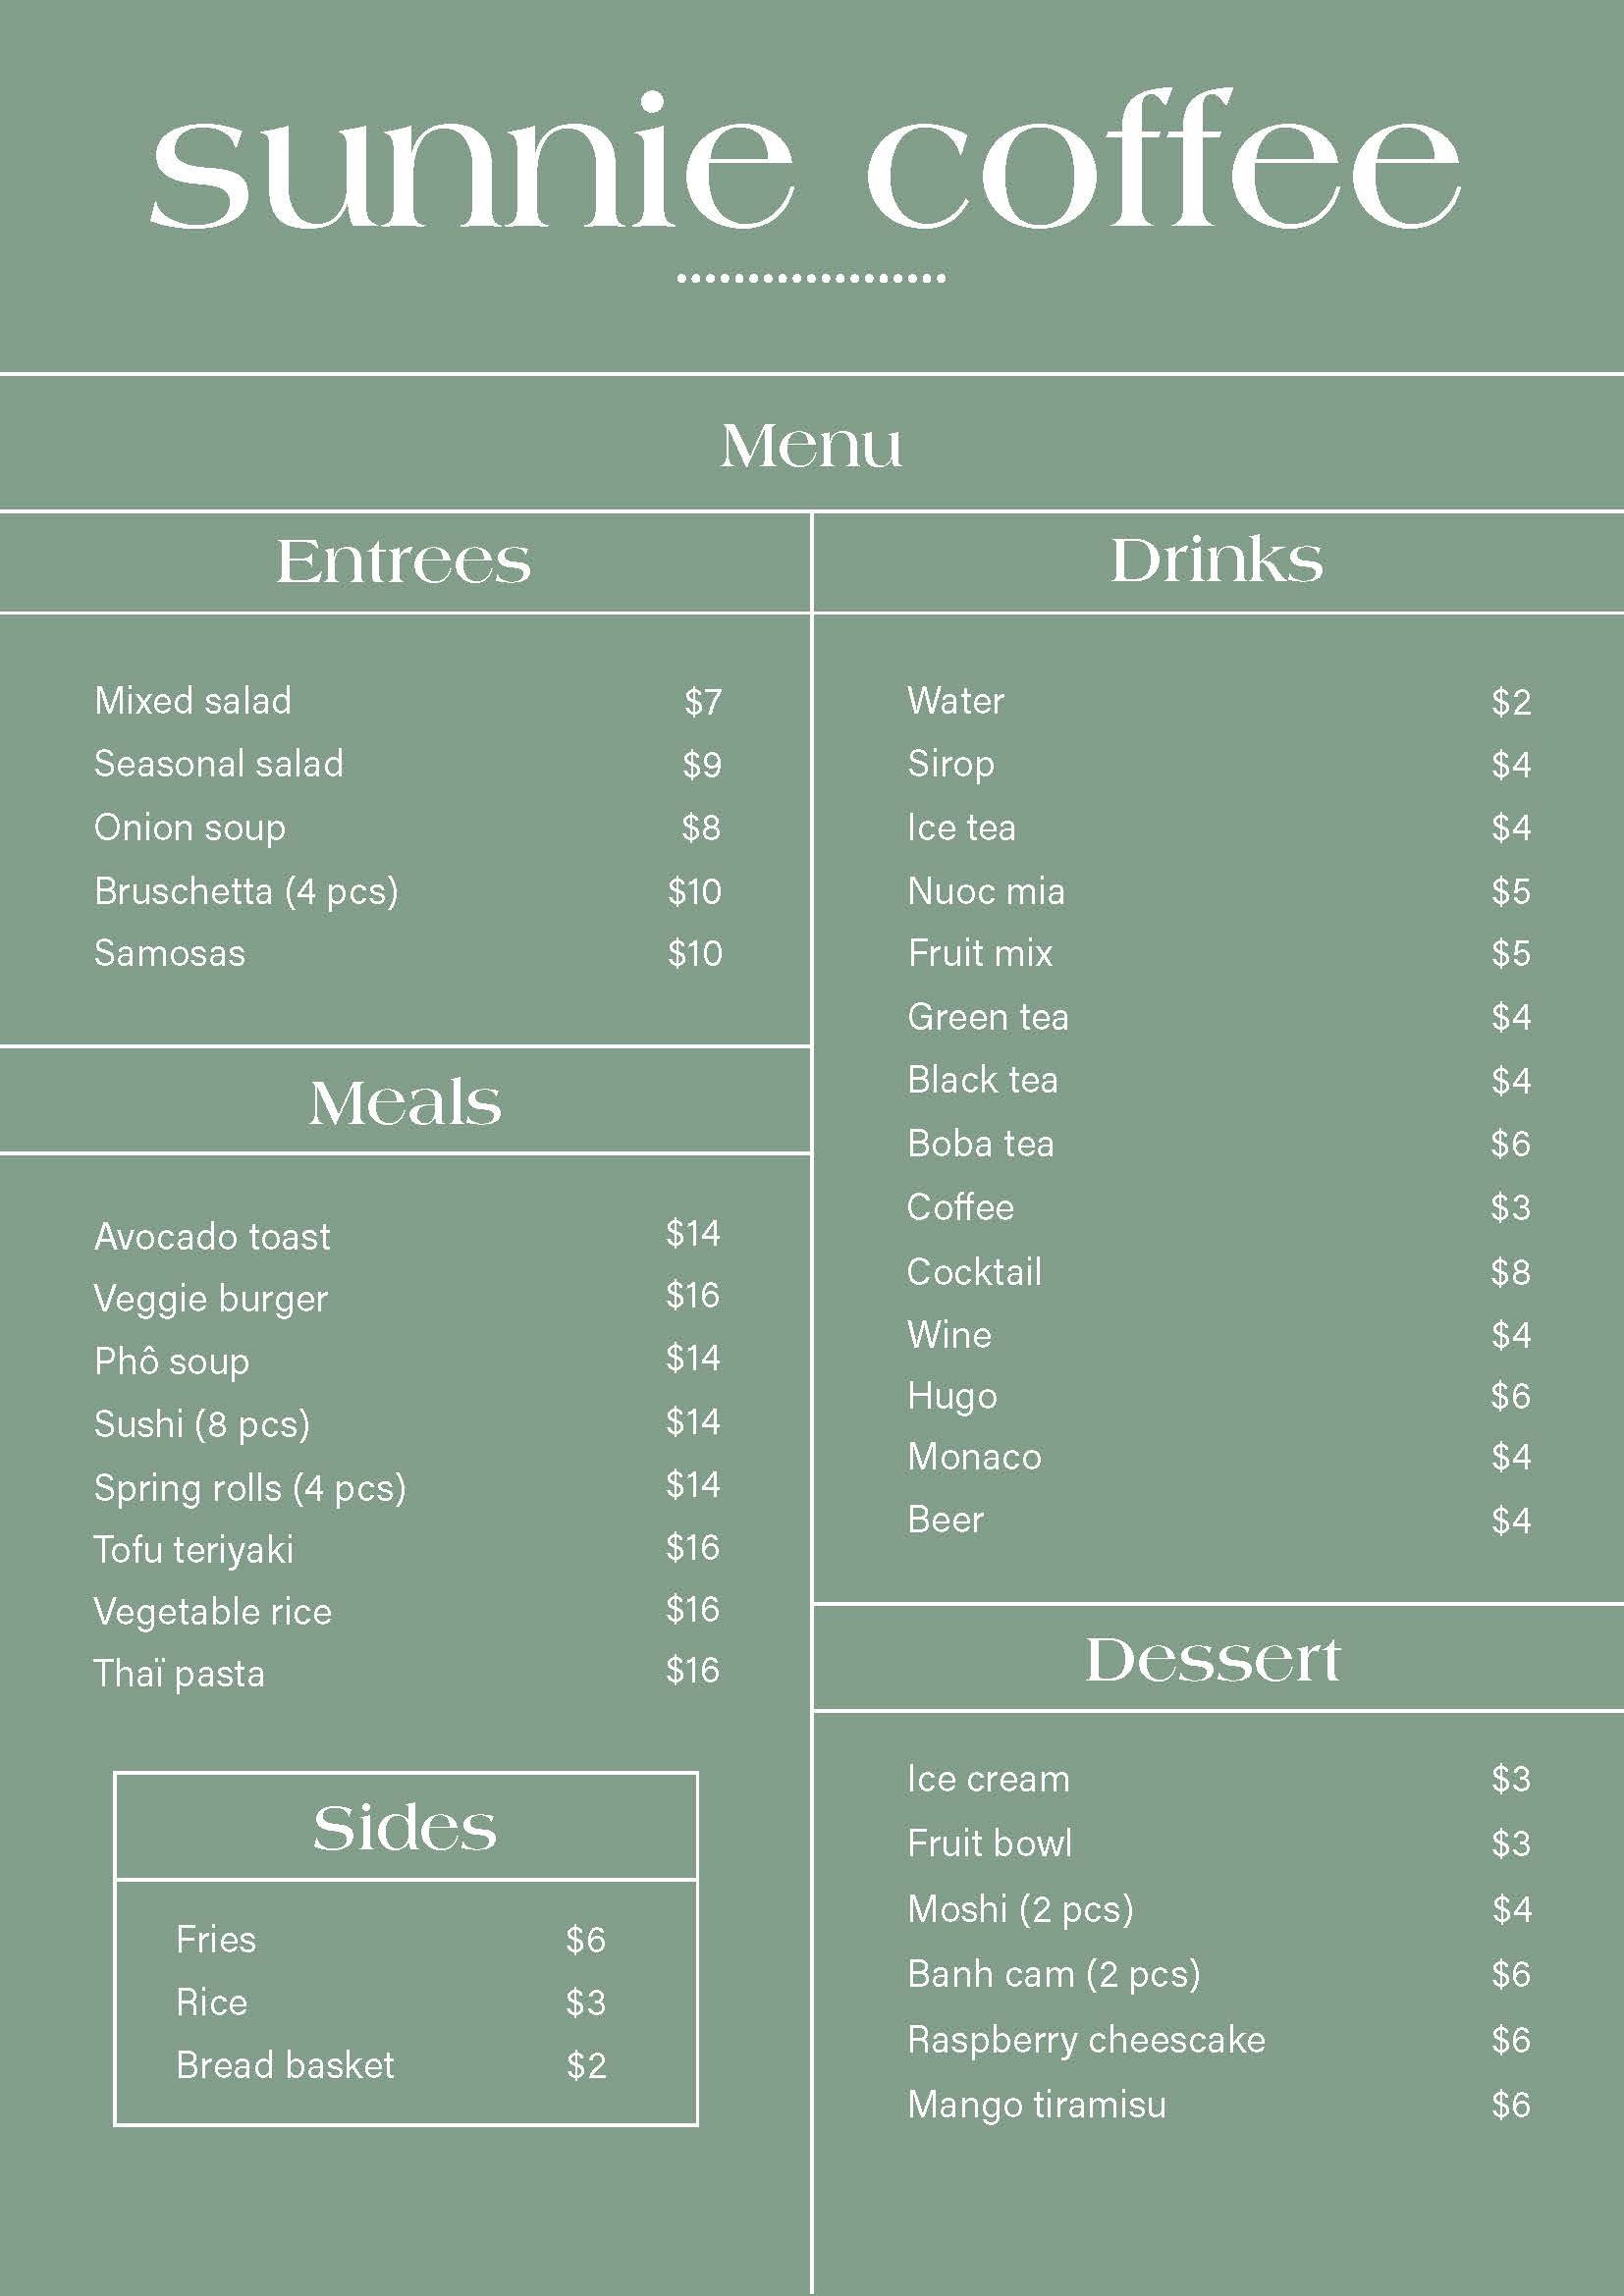 sunnie coffee
Menu
Entrees
Mixed salad $7
Seasonal salad $9
Onion soup $8
Bruschetta (4 pcs) $10
Samosas $10
Meals
Avocado toast $14
Veggie burger $16
Phô soup $14
Sushi (8 pcs) $14
Spring rolls (4 pcs) $14
Tofu teriyaki $16
Vegetable rice $16
Thaï pasta $16
Sides
Fries $6
Rice $3
Bread basket $2
Drinks
Water $2
Sirop $4
Ice tea $4
Nuoc mia $5
Fruit mix $5
Green tea $4
Black tea $4
Boba tea $6
Coffee $3
Cocktail $8
Wine $4
Hugo $6
Monaco $4
Beer $4
Dessert
Ice cream $3
Fruit bowl $3
Moshi (2 pcs) $4
Banh cam (2 pcs) $6
Raspberry cheescake $6
Mango tiramisu $6